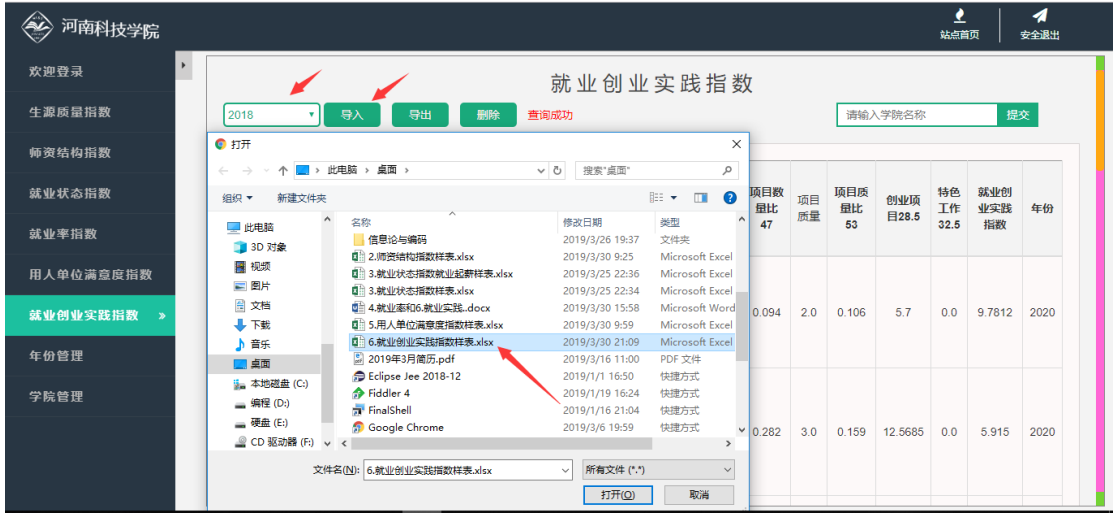 河南科技学院
站点首页
安全退出
欢迎登录
生源质量指数
师资结构指数
就业状态指数
就业率指数
用人单位满意度指数
就业创业实践指数 »
年份管理
学院管理
就业创业实践指数
2018
导入
导出
删除
查询成功
请输入学院名称
提交
打开
此电脑 › 桌面 ›
搜索"桌面"
组织
新建文件夹
此电脑
3D 对象
视频
图片
文档
下载
音乐
桌面
本地磁盘 (C:)
编程 (D:)
硬盘 (E:)
CD 驱动器 (F:)
名称 修改日期 类型
信息论与编码 2019/3/26 19:37 文件夹
2.师资结构指数样表.xlsx 2019/3/30 9:25 Microsoft Excel
3.就业状态指数就业起薪样表.xlsx 2019/3/25 22:36 Microsoft Excel
3.就业状态指数样表.xlsx 2019/3/25 22:34 Microsoft Excel
4.就业率和6.就业实践..docx 2019/3/30 15:58 Microsoft Word
5.用人单位满意度指数样表.xlsx 2019/3/30 9:59 Microsoft Excel
6.就业创业实践指数样表.xlsx 2019/3/30 21:09 Microsoft Excel
2019年3月简历.pdf 2019/3/16 11:00 PDF 文件
Eclipse Jee 2018-12 2019/1/1 16:50 快捷方式
Fiddler 4 2019/1/19 16:24 快捷方式
FinalShell 2019/1/16 21:04 快捷方式
Google Chrome 2019/3/6 19:59 快捷方式
文件名(N): 6.就业创业实践指数样表.xlsx
所有文件 (*.*)
打开(O)
取消
项目数
量比
47
项目
质量
项目质
量比
53
创业项
目28.5
特色
工作
32.5
就业创
业实践
指数
年份
0.094 2.0 0.106 5.7 0.0 9.7812 2020
0.282 3.0 0.159 12.5685 0.0 5.915 2020